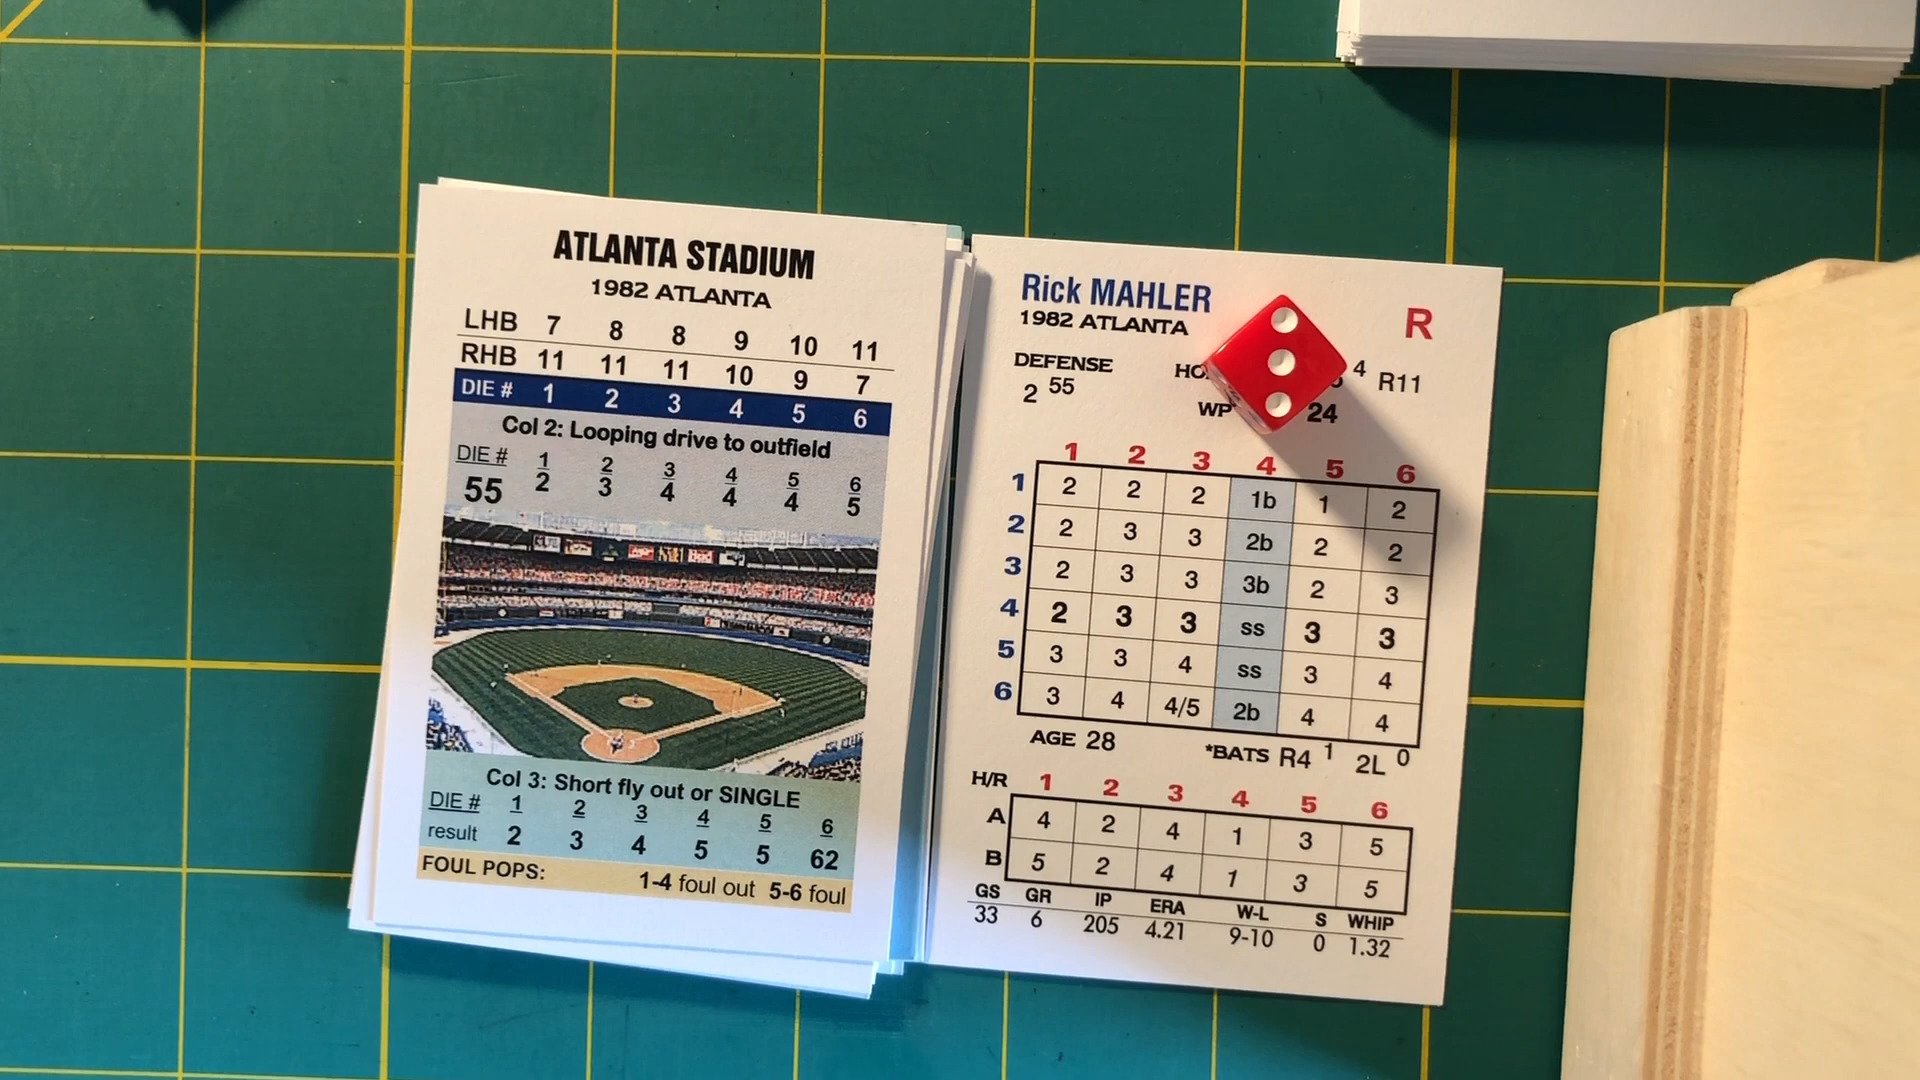 ATLANTA STADIUM
1982 ATLANTA
LHB 7 8 8 9 10 11
RHB 11 11 11 10 9 7
DIE # 1 2 3 4 5 6
Col 2: Looping drive to outfield
DIE # 1 2 3 4 5 6
55 2 3 4 4 4 5
Col 3: Short fly out or SINGLE
DIE # 1 2 3 4 5 6
result 2 3 4 5 5 62
FOUL POPS: 1-4 foul out 5-6 foul
Rick MAHLER
1982 ATLANTA
R
DEFENSE
2 55
4 R11
WP 24
1 2 3 4 5 6
1 2 2 2 1b 1 2
2 2 3 3 2b 2 2
3 2 3 3 3b 2 3
4 2 3 3 ss 3 3
5 3 3 4 ss 3 4
6 3 4 4/5 2b 4 4
AGE 28 *BATS R4 1 2L 0
H/R 1 2 3 4 5 6
A 4 2 4 1 3 5
B 5 2 4 1 3 5
GS GR IP ERA W-L S WHIP
33 6 205 4.21 9-10 0 1.32